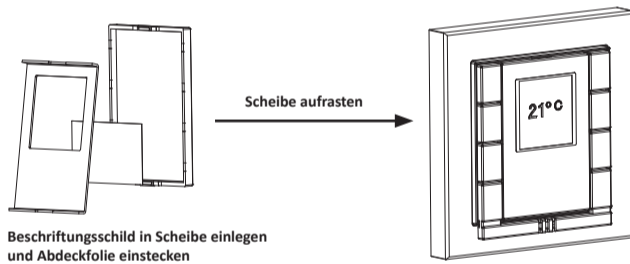 Scheibe aufrasten
21°C
Beschriftungsschild in Scheibe einlegen
und Abdeckfolie einstecken